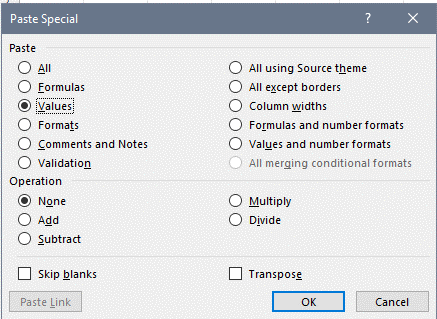 Paste Special ? ×
Paste
All
Formulas
Values
Formats
Comments and Notes
Validation
All using Source theme
All except borders
Column widths
Formulas and number formats
Values and number formats
All merging conditional formats
Operation
None
Add
Subtract
Multiply
Divide
Skip blanks
Transpose
Paste Link
OK
Cancel